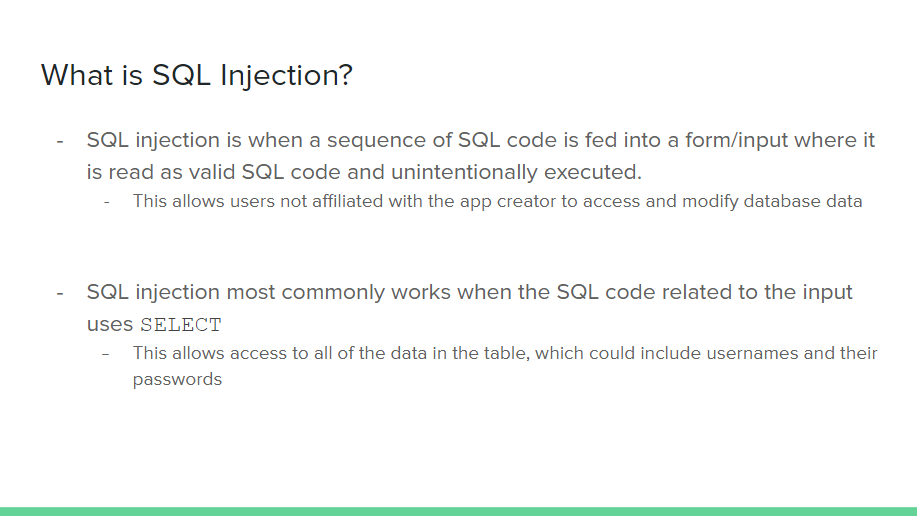 What is SQL Injection?
- SQL injection is when a sequence of SQL code is fed into a form/input where it
is read as valid SQL code and unintentionally executed.
- This allows users not affiliated with the app creator to access and modify database data
- SQL injection most commonly works when the SQL code related to the input
uses SELECT
- This allows access to all of the data in the table, which could include usernames and their
passwords